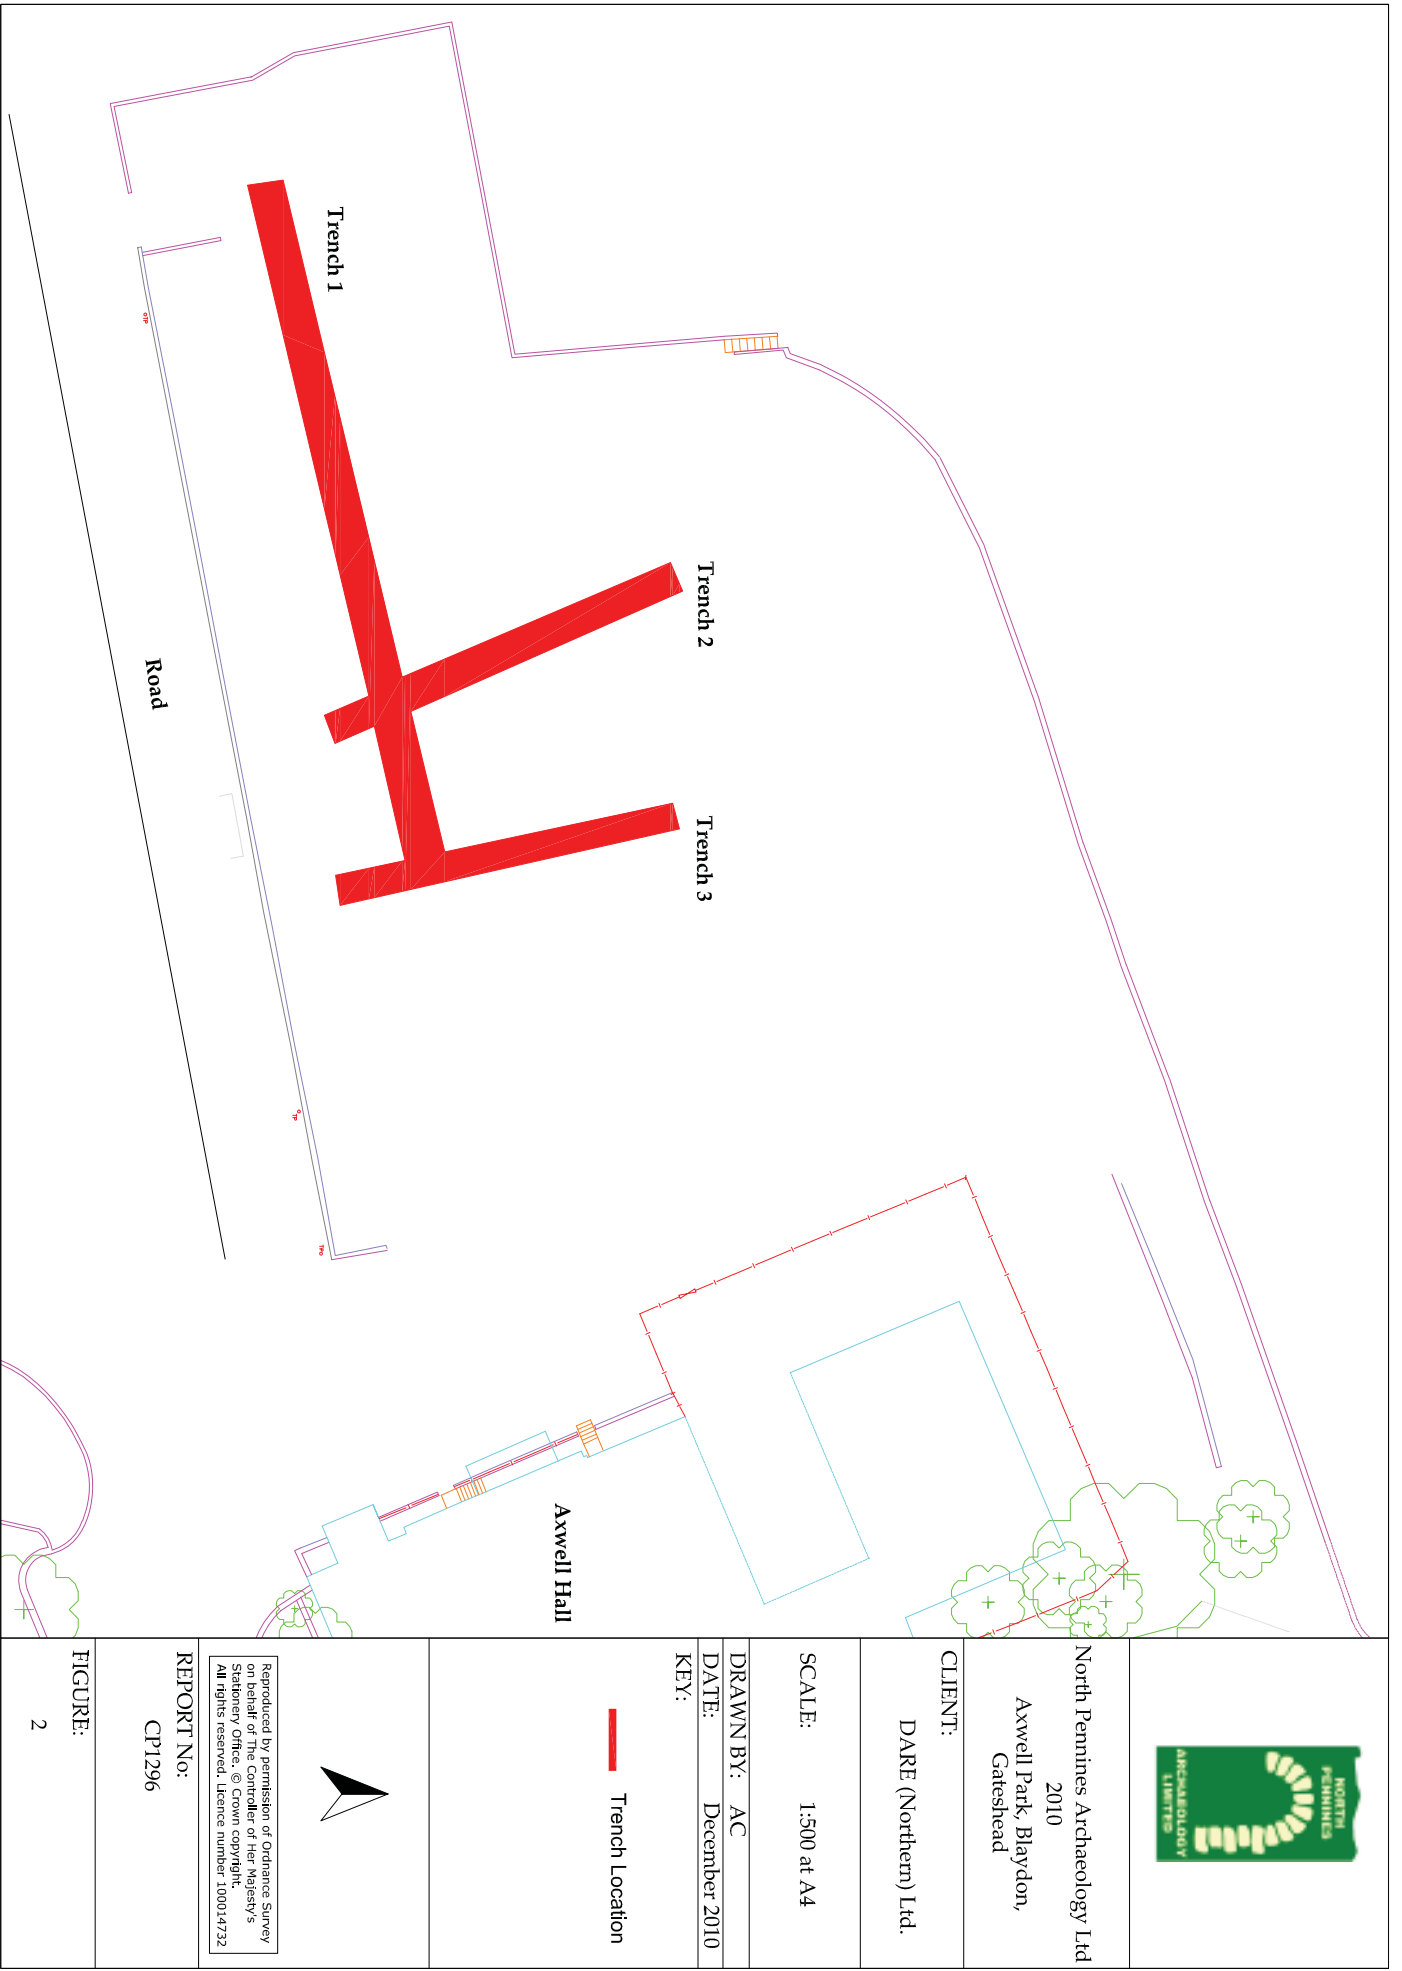 Trench 1
Trench 2
Trench 3
Road
Axwell Hall
oTP
o
TP
TPo
NORTH
PENNINES
ARCHAEOLOGY
LIMITED
North Pennines Archaeology Ltd
2010
Axwell Park, Blaydon,
Gateshead
CLIENT:
DARE (Northern) Ltd.
SCALE: 1:500 at A4
DRAWN BY: AC
DATE: December 2010
KEY:
Trench Location
Reproduced by permission of Ordnance Survey
on behalf of The Controller of Her Majesty's
Stationery Office. © Crown copyright.
All rights reserved. Licence number 100014732
REPORT No:
CP1296
FIGURE:
2